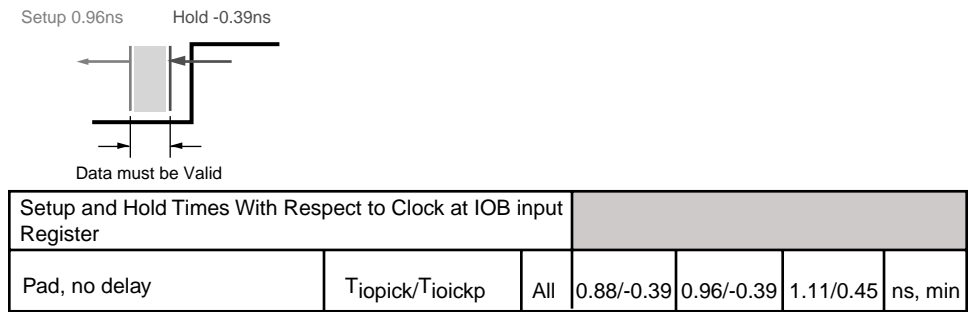 Setup 0.96ns Hold -0.39ns
Data must be Valid
Setup and Hold Times With Respect to Clock at IOB input
Register
Pad, no delay Tiopick/Tioickp All 0.88/-0.39 0.96/-0.39 1.11/0.45 ns, min